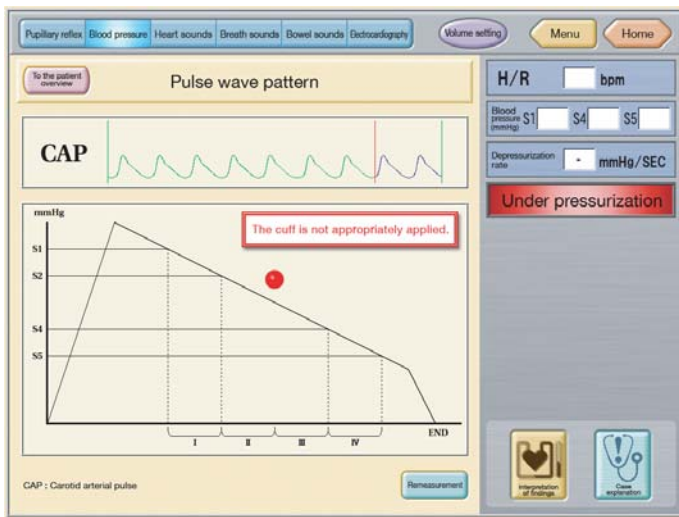 Pupillary reflex Blood pressure Heart sounds Breath sounds Bowel sounds Electrocardiography Volume setting Menu Home
To the patient
overview
Pulse wave pattern
H/R bpm
Blood
pressure
(mmHg) S1 S4 S5
CAP
Depressurization
rate - mmHg/SEC
Under pressurization
mmHg
The cuff is not appropriately applied.
S1
S2
S4
S5
I II III IV END
CAP : Carotid arterial pulse
Remeasurement
Interpretation
of findings
Case
explanation